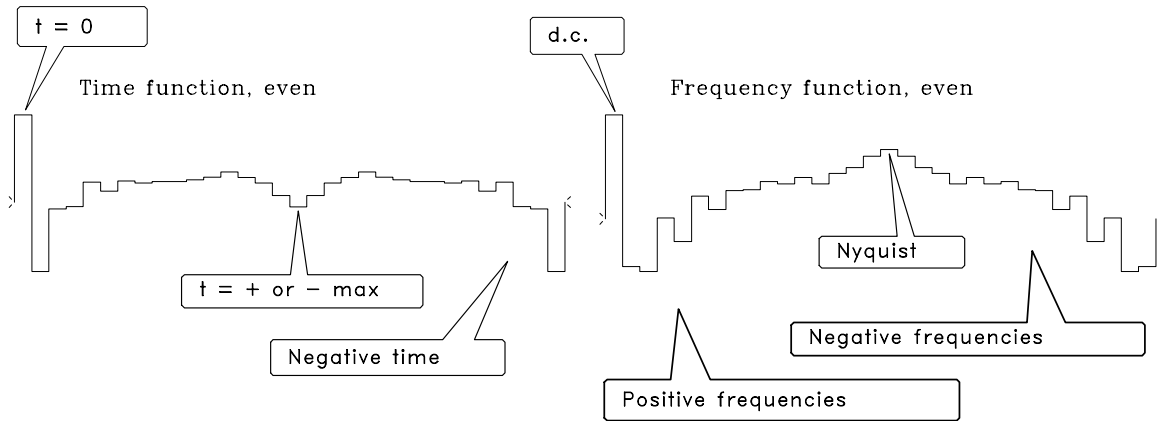 t = 0
d.c.
Time function, even
Frequency function, even
Nyquist
t = + or - max
Negative frequencies
Negative time
Positive frequencies